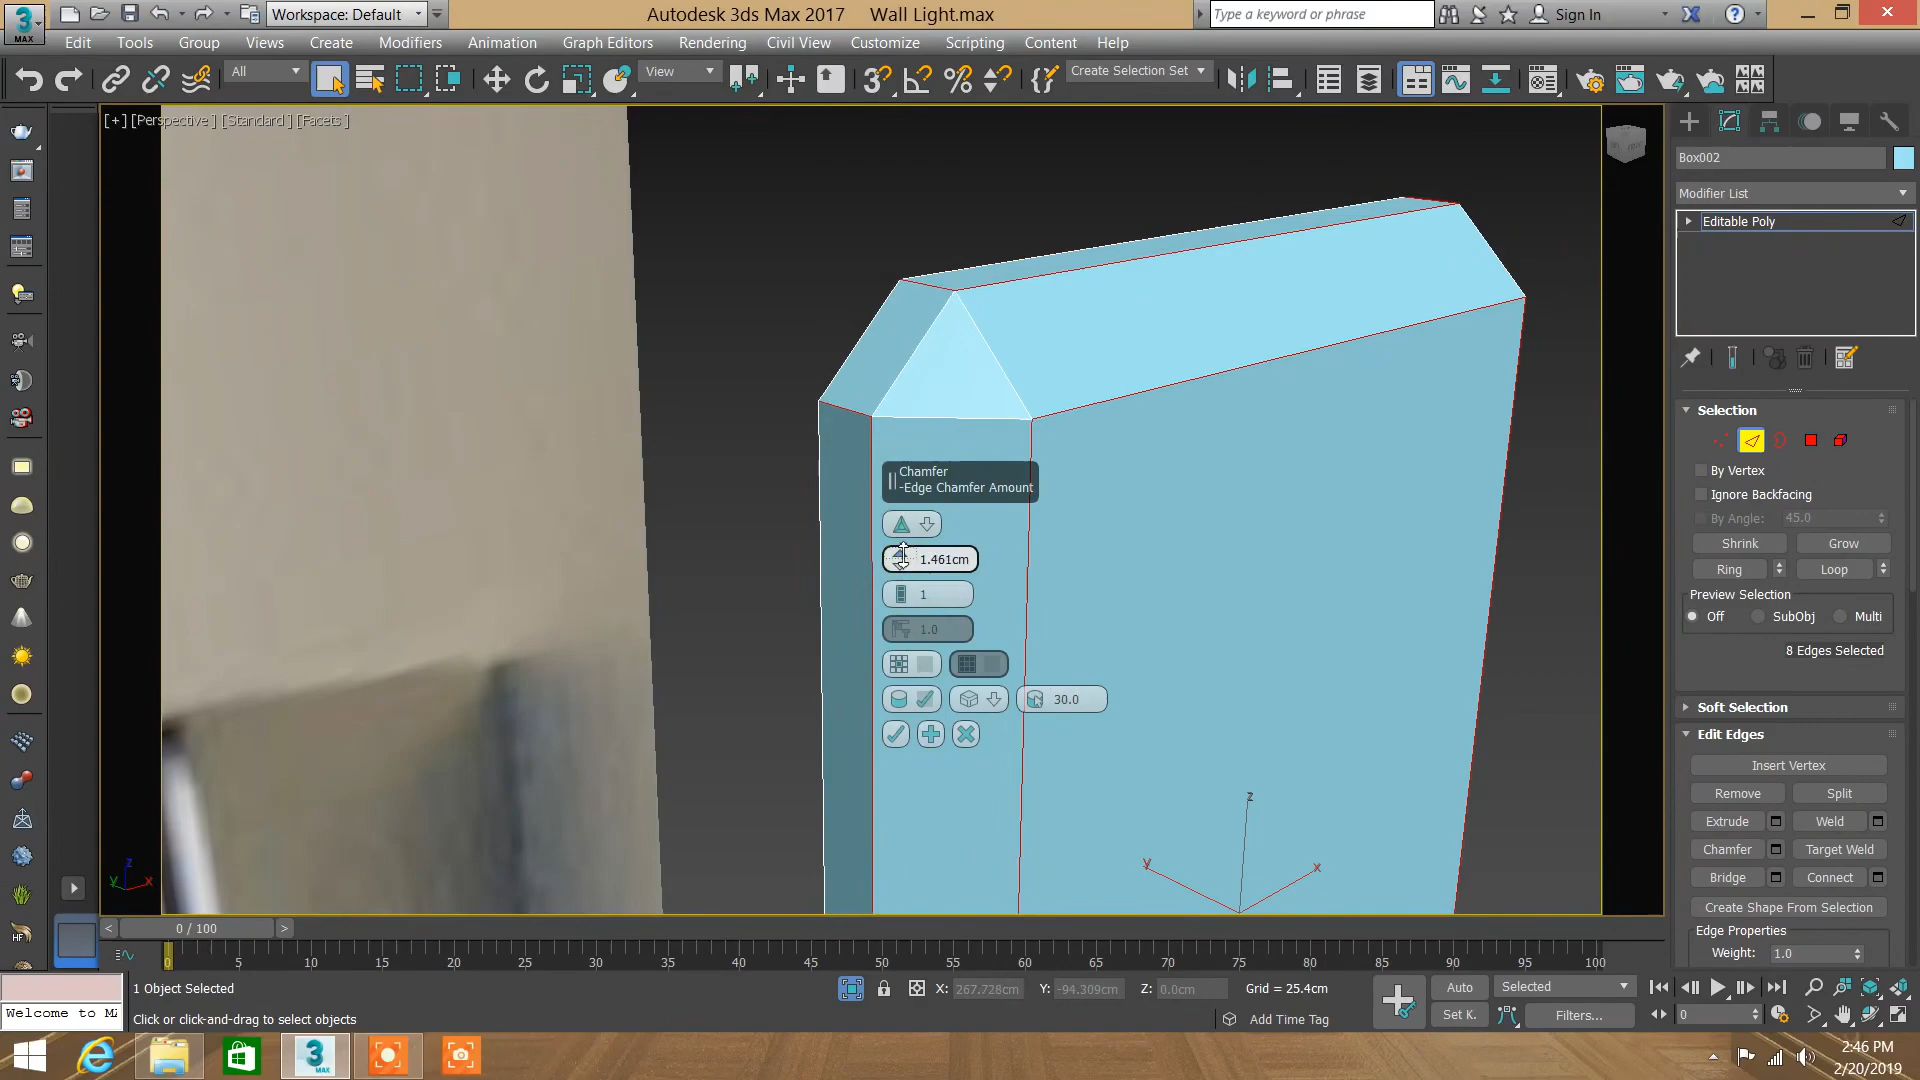 Workspace: Default
Autodesk 3ds Max 2017
Wall Light.max
Type a keyword or phrase
Sign In
MAX
Edit
Tools
Group
Views
Create
Modifiers
Animation
Graph Editors
Rendering
Civil View
Customize
Scripting
Content
Help
All
View
Create Selection Set
[+] [Perspective ] [Standard ] [Facets ]
Box002
Modifier List
Editable Poly
Selection
By Vertex
Ignore Backfacing
By Angle:
45.0
Shrink
Grow
Ring
Loop
Preview Selection
Off
SubObj
Multi
8 Edges Selected
Soft Selection
Edit Edges
Insert Vertex
Remove
Split
Extrude
Weld
Chamfer
Target Weld
Bridge
Connect
Create Shape From Selection
Edge Properties
Weight:
1.0
Chamfer
-Edge Chamfer Amount
1.461cm
1
1.0
30.0
z
y
x
z
y
x
HF
0 / 100
0 5 10 15 20 25 30 35 40 45 50 55 60 65 70 75 80 85 90 95 100
1 Object Selected
X: 267.728cm
Y: -94.309cm
Z: 0.0cm
Grid = 25.4cm
Auto
Selected
Welcome to MA
Click or click-and-drag to select objects
Add Time Tag
Set K.
Filters...
0
MAX
2:46 PM
2/20/2019